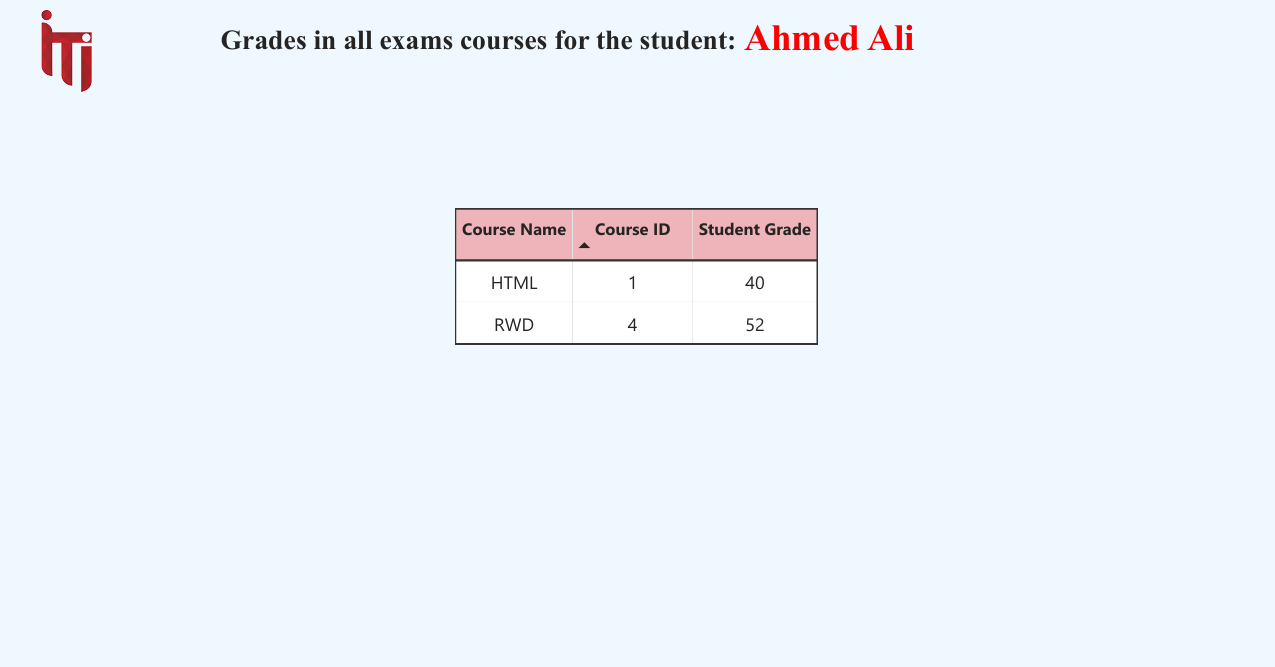 iTi
Grades in all exams courses for the student: Ahmed Ali
Course Name Course ID Student Grade
HTML 1 40
RWD 4 52